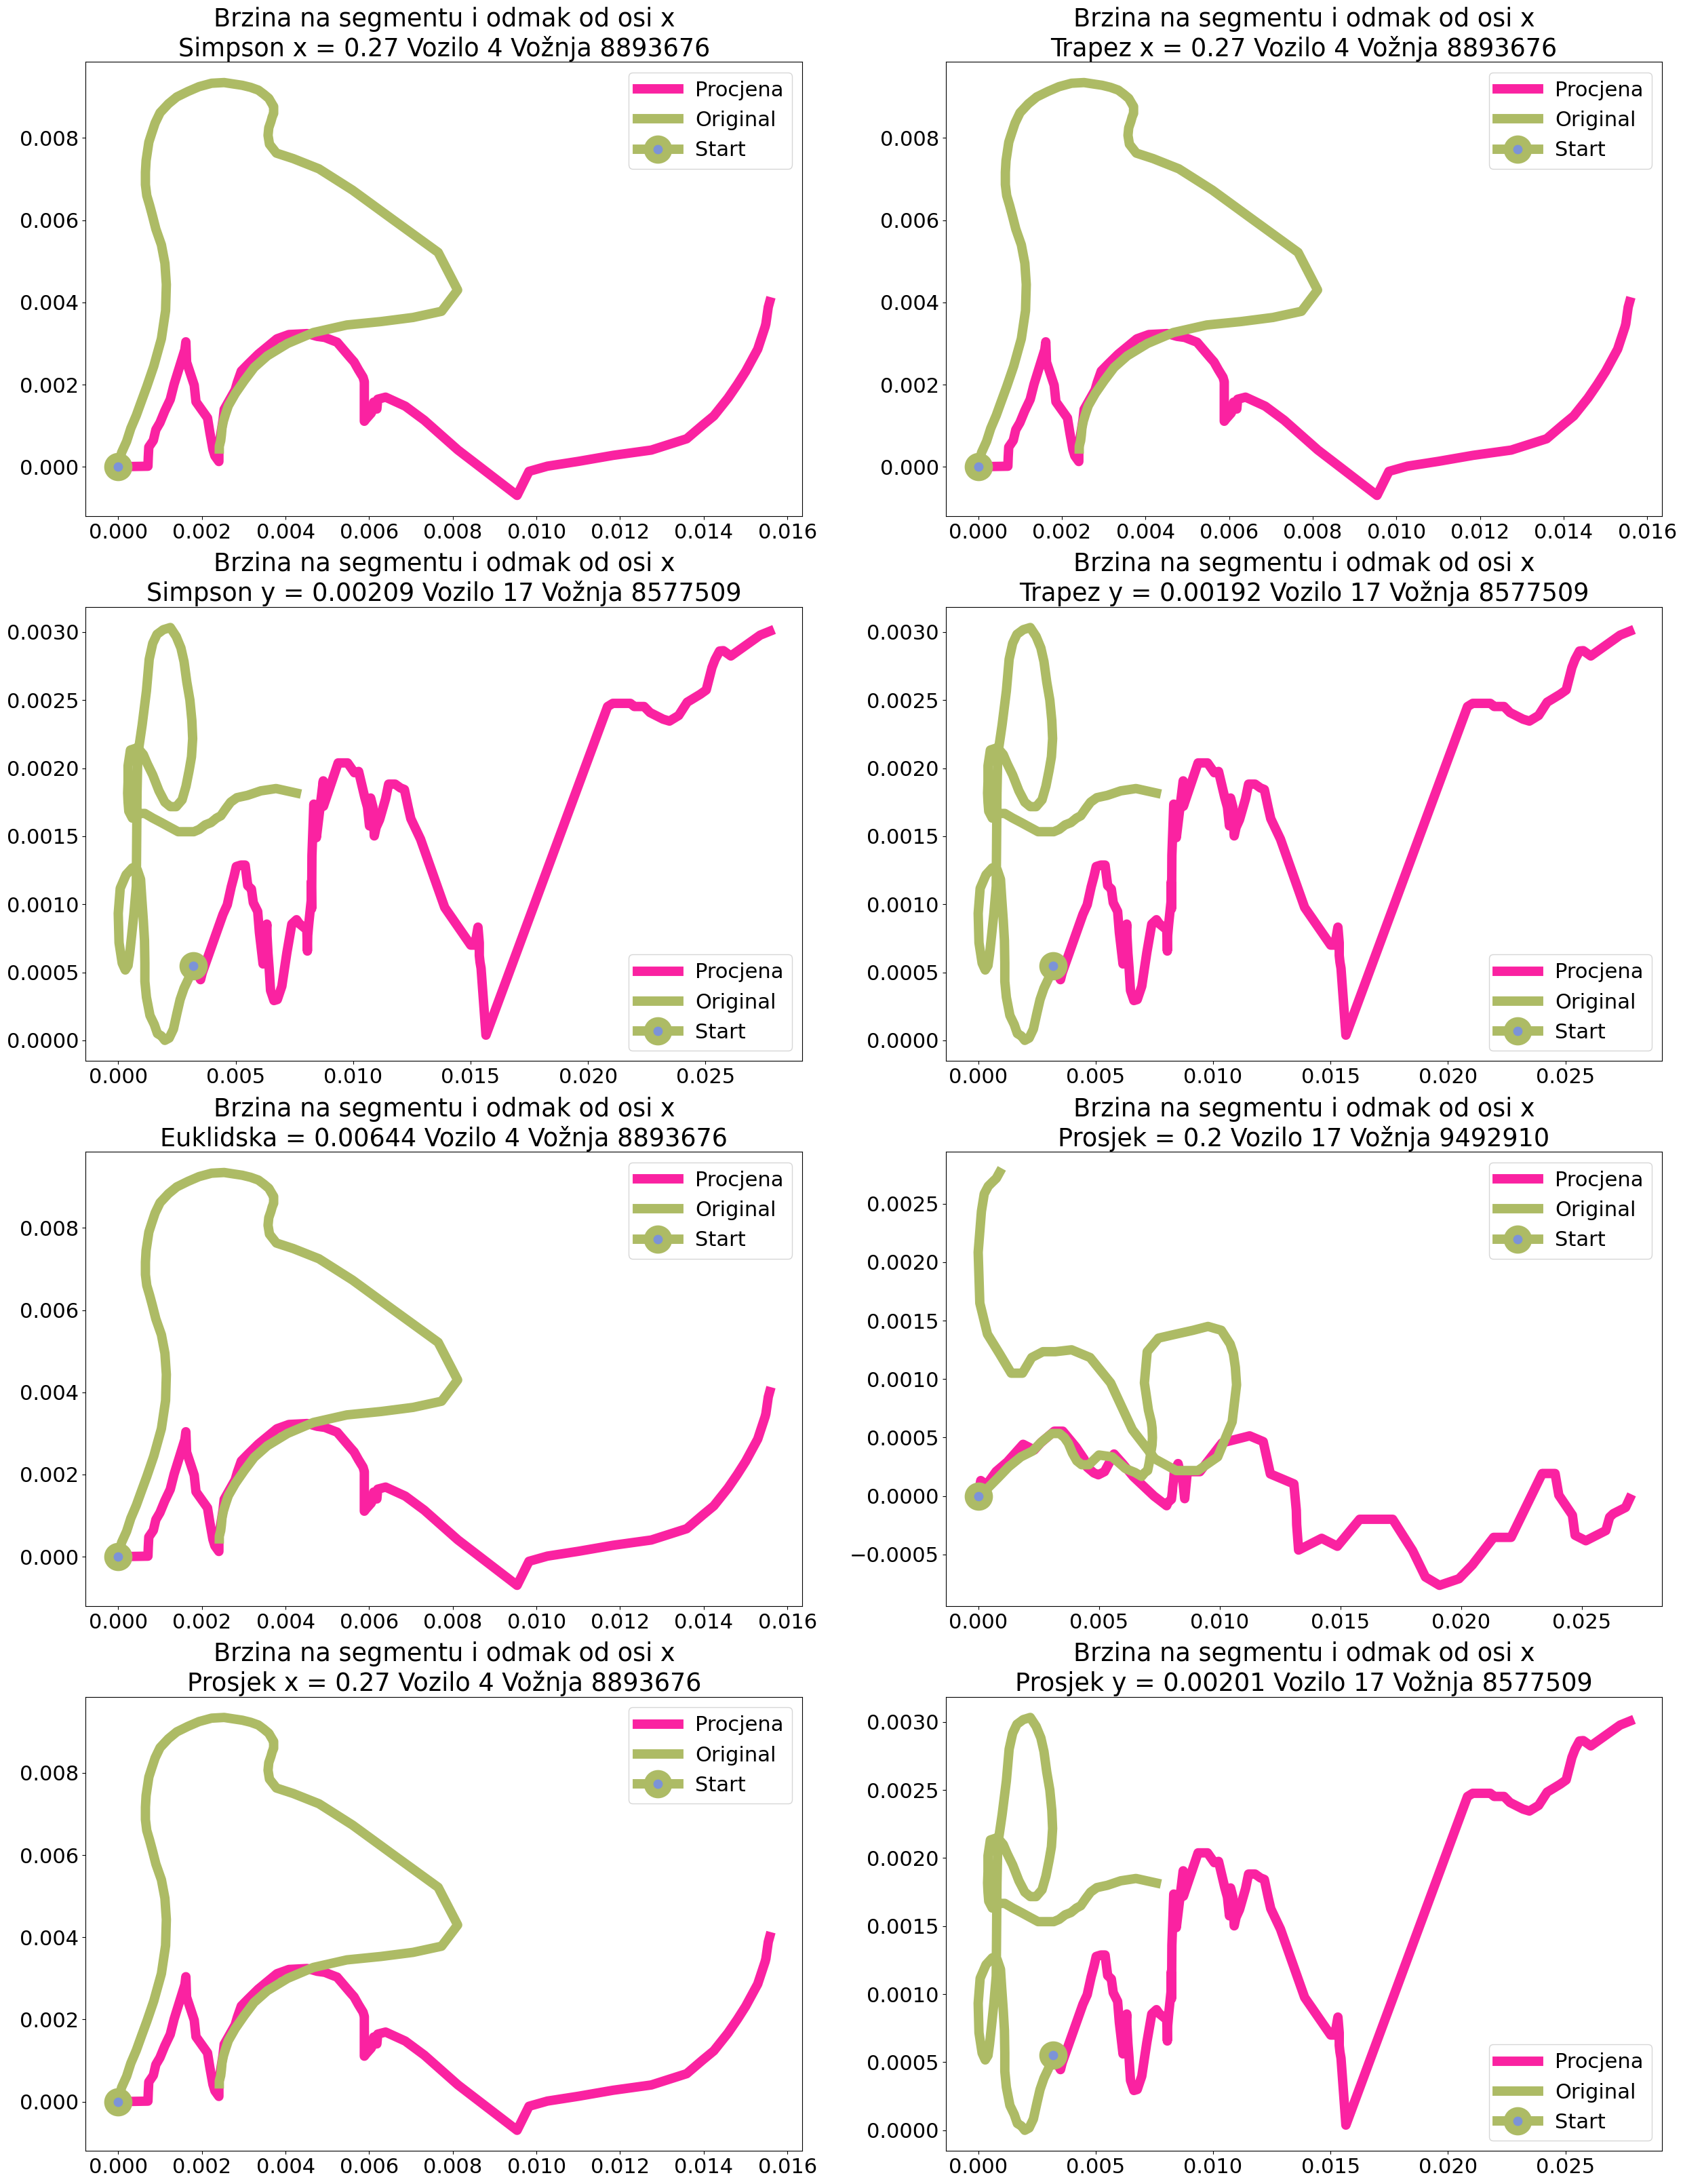 Brzina na segmentu i odmak od osi x
Simpson x = 0.27 Vozilo 4 Vožnja 8893676
Procjena
Original
Start
0.008
0.006
0.004
0.002
0.000
0.000 0.002 0.004 0.006 0.008 0.010 0.012 0.014 0.016
Brzina na segmentu i odmak od osi x
Trapez x = 0.27 Vozilo 4 Vožnja 8893676
Procjena
Original
Start
0.008
0.006
0.004
0.002
0.000
0.000 0.002 0.004 0.006 0.008 0.010 0.012 0.014 0.016
Brzina na segmentu i odmak od osi x
Simpson y = 0.00209 Vozilo 17 Vožnja 8577509
0.0030
0.0025
0.0020
0.0015
0.0010
0.0005
0.0000
Procjena
Original
Start
0.000 0.005 0.010 0.015 0.020 0.025
Brzina na segmentu i odmak od osi x
Trapez y = 0.00192 Vozilo 17 Vožnja 8577509
0.0030
0.0025
0.0020
0.0015
0.0010
0.0005
0.0000
Procjena
Original
Start
0.000 0.005 0.010 0.015 0.020 0.025
Brzina na segmentu i odmak od osi x
Euklidska = 0.00644 Vozilo 4 Vožnja 8893676
Procjena
Original
Start
0.008
0.006
0.004
0.002
0.000
0.000 0.002 0.004 0.006 0.008 0.010 0.012 0.014 0.016
Brzina na segmentu i odmak od osi x
Prosjek = 0.2 Vozilo 17 Vožnja 9492910
Procjena
Original
Start
0.0025
0.0020
0.0015
0.0010
0.0005
0.0000
−0.0005
0.000 0.005 0.010 0.015 0.020 0.025
Brzina na segmentu i odmak od osi x
Prosjek x = 0.27 Vozilo 4 Vožnja 8893676
Procjena
Original
Start
0.008
0.006
0.004
0.002
0.000
0.000 0.002 0.004 0.006 0.008 0.010 0.012 0.014 0.016
Brzina na segmentu i odmak od osi x
Prosjek y = 0.00201 Vozilo 17 Vožnja 8577509
0.0030
0.0025
0.0020
0.0015
0.0010
0.0005
0.0000
Procjena
Original
Start
0.000 0.005 0.010 0.015 0.020 0.025